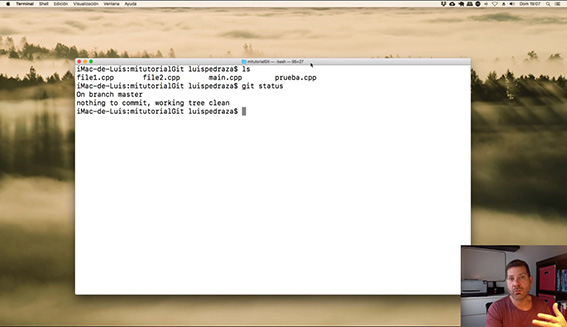 Terminal Shell Edición Visualización Ventana Ayuda
Dom 19:07
mitutorialGit — -bash — 95×27
iMac-de-Luis:mitutorialGit luispedraza$ ls
file1.cpp file2.cpp main.cpp prueba.cpp
iMac-de-Luis:mitutorialGit luispedraza$ git status
On branch master
nothing to commit, working tree clean
iMac-de-Luis:mitutorialGit luispedraza$